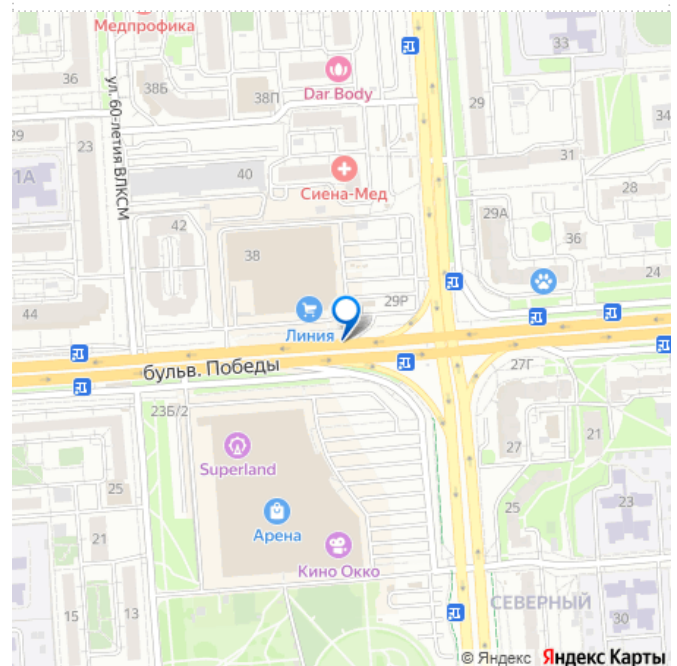 Медпрофика
33
36
38Б
38П
Dar Body
29
34
ул. 60-летия ВЛКСМ
29
23
31
1А
40
Сиена-Мед
28
29А
42
36
38
24
44
29Р
Линия
бульв. Победы
27Г
23Б/2
21
27
Superland
25
25
23
Арена
21
Кино Окко
15
13
СЕВЕРНЫЙ
30
© Яндекс Яндекс Карты